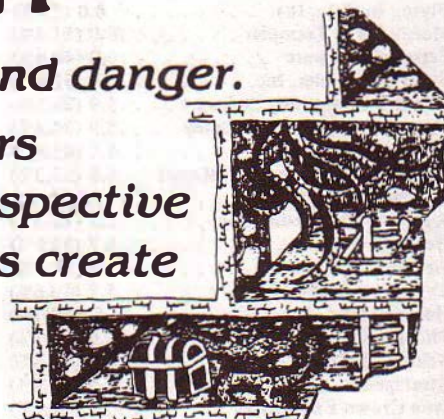 nd danger.
rs
spective
s create